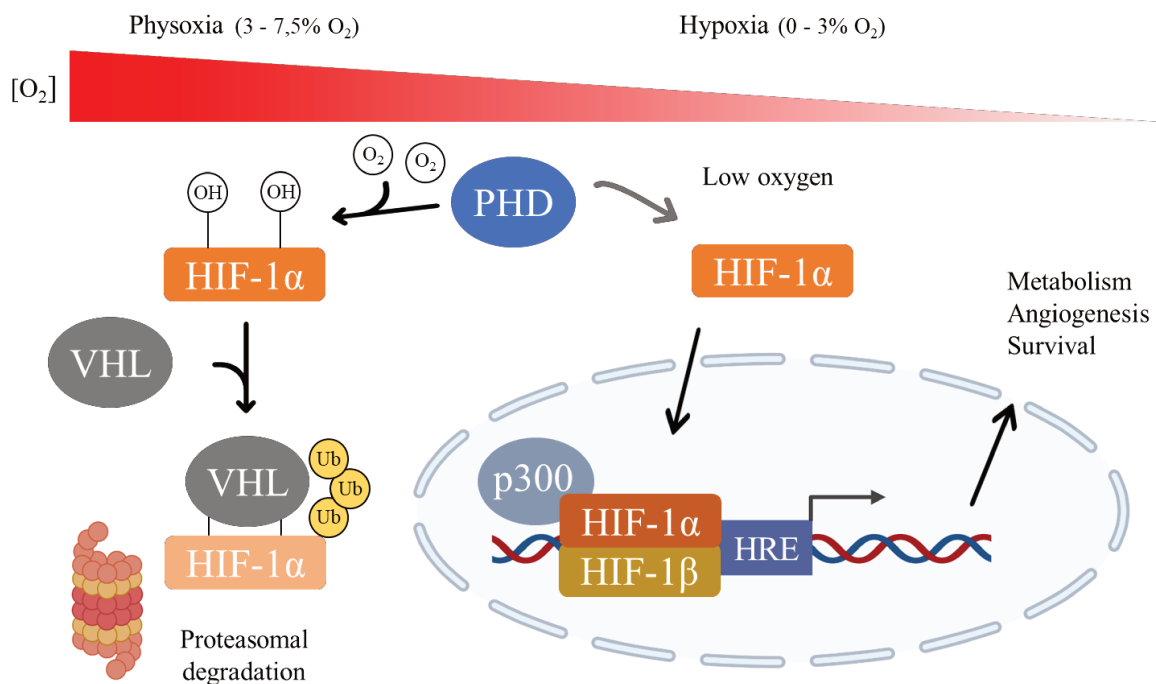 Physoxia (3 - 7,5% O₂)
Hypoxia (0 - 3% O₂)
[O₂]
O₂
O₂
OH
OH
PHD
Low oxygen
HIF-1α
HIF-1α
Metabolism
Angiogenesis
Survival
VHL
VHL
Ub
Ub
Ub
HIF-1α
p300
HIF-1α
HIF-1β
HRE
Proteasomal
degradation